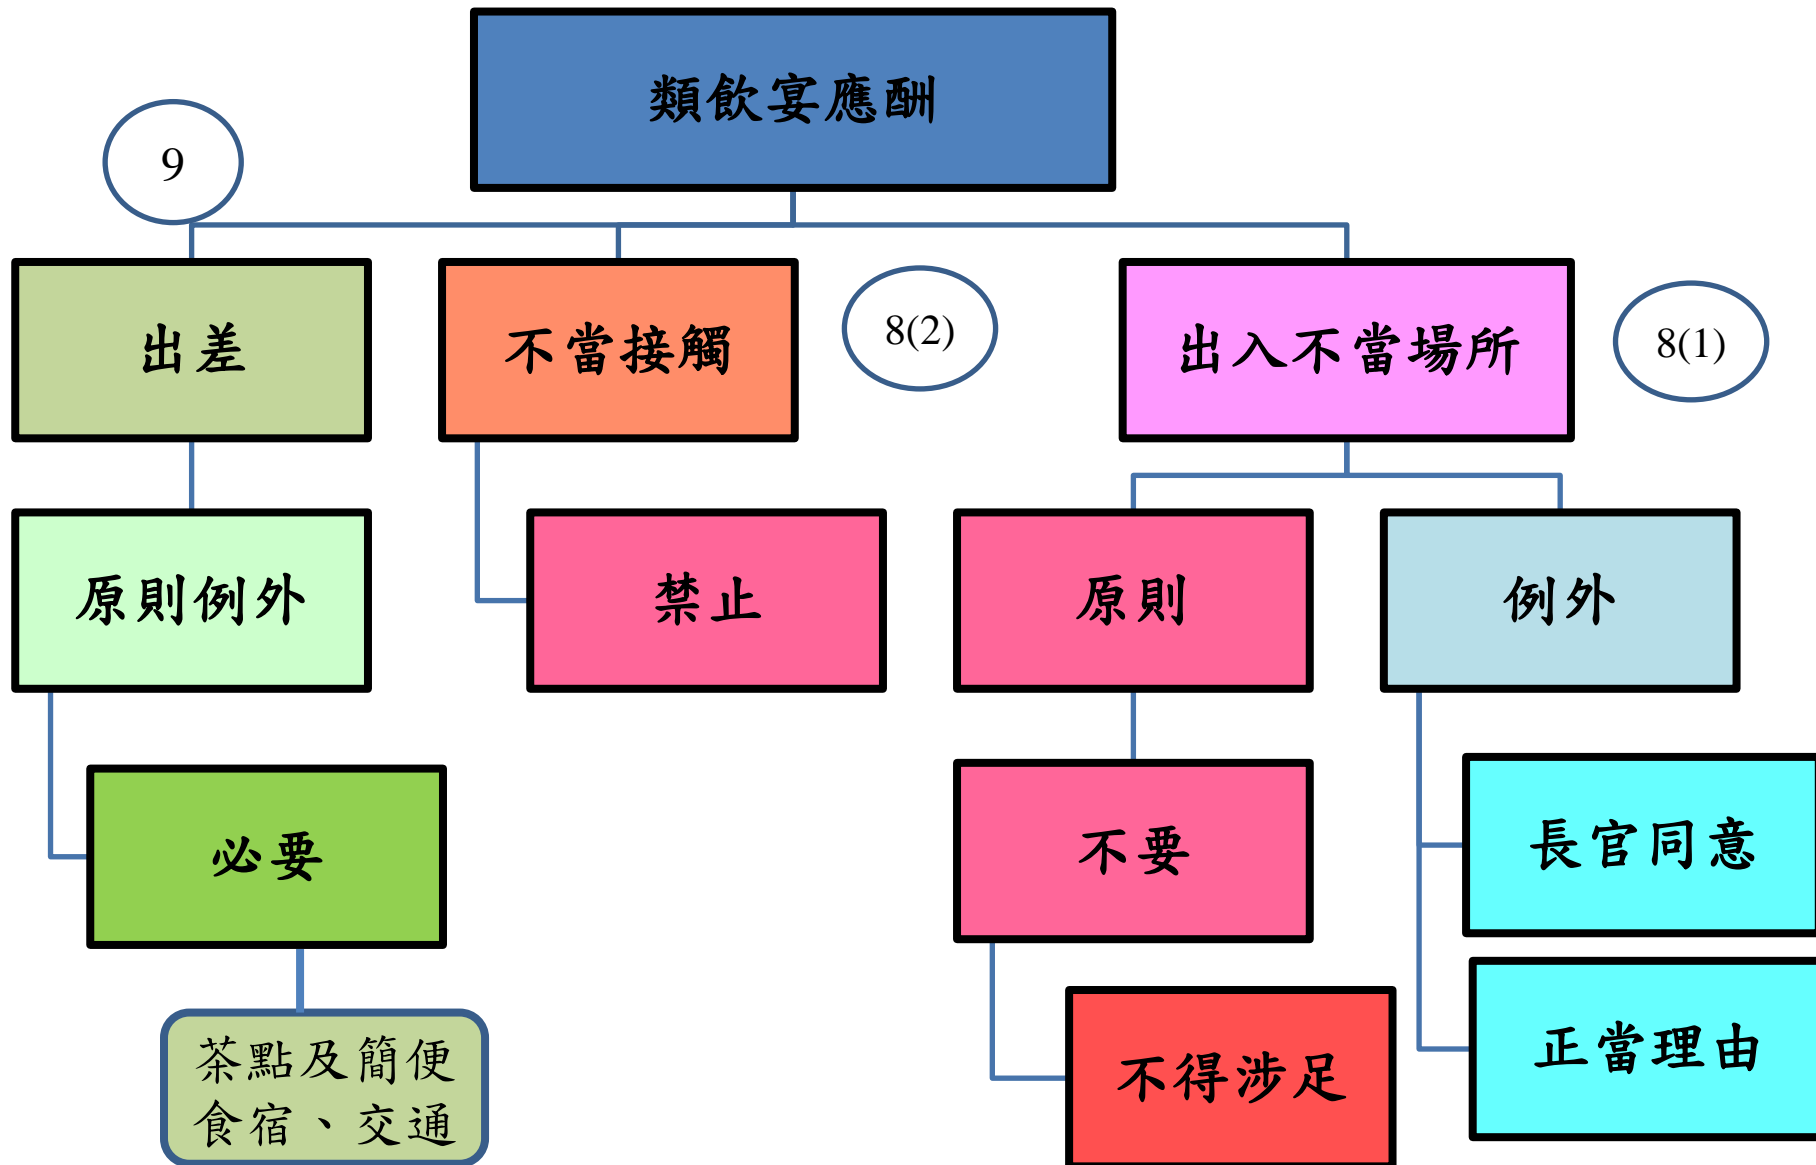 類飲宴應酬
9
出差
不當接觸
8(2)
出入不當場所
8(1)
原則例外
禁止
原則
例外
必要
不要
長官同意
茶點及簡便
食宿、交通
不得涉足
正當理由